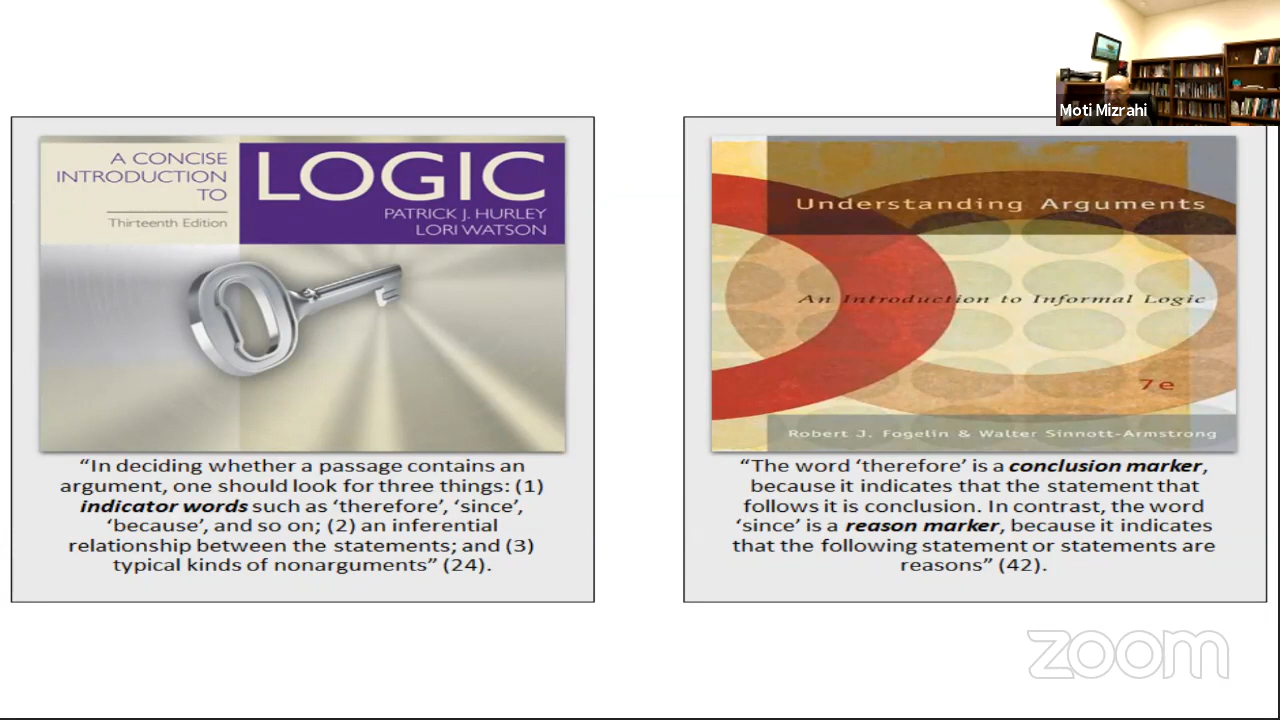 Moti Mizrahi
A CONCISE
INTRODUCTION
TO
Thirteenth Edition
LOGIC
PATRICK J. HURLEY
LORI WATSON
“In deciding whether a passage contains an
argument, one should look for three things: (1)
indicator words such as ‘therefore’, ‘since’,
‘because’, and so on; (2) an inferential
relationship between the statements; and (3)
typical kinds of nonarguments” (24).
Understanding Arguments
An Introduction to Informal Logic
7e
Robert J. Fogelin & Walter Sinnott-Armstrong
“The word ‘therefore’ is a conclusion marker,
because it indicates that the statement that
follows it is conclusion. In contrast, the word
‘since’ is a reason marker, because it indicates
that the following statement or statements are
reasons” (42).
zoom